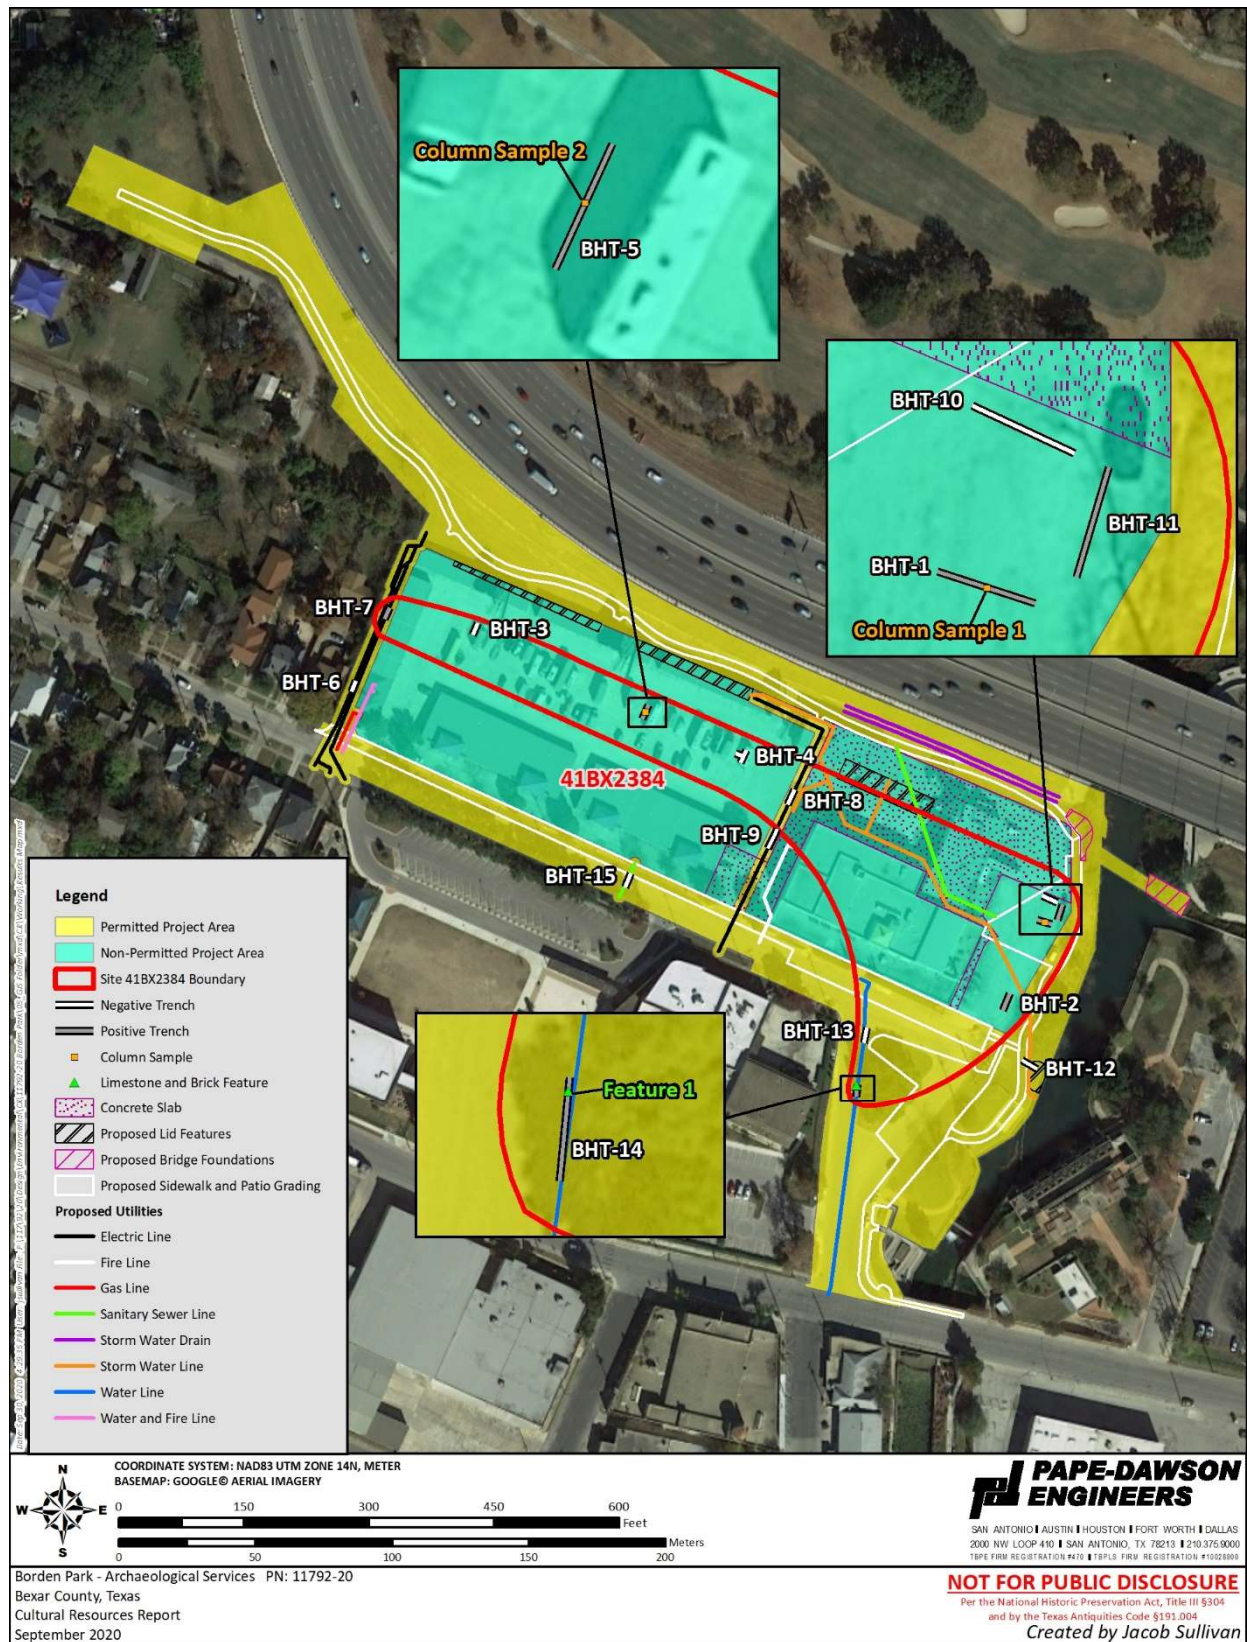 Column Sample 2
BHT-5
BHT-10
BHT-11
BHT-1
Column Sample 1
BHT-7
BHT-3
BHT-6
BHT-4
41BX2384
BHT-8
BHT-9
BHT-15
BHT-2
BHT-13
BHT-12
Feature 1
BHT-14
Legend
Permitted Project Area
Non-Permitted Project Area
Site 41BX2384 Boundary
Negative Trench
Positive Trench
Column Sample
Limestone and Brick Feature
Concrete Slab
Proposed Lid Features
Proposed Bridge Foundations
Proposed Sidewalk and Patio Grading
Proposed Utilities
Electric Line
Fire Line
Gas Line
Sanitary Sewer Line
Storm Water Drain
Storm Water Line
Water Line
Water and Fire Line
N
W E
S
COORDINATE SYSTEM: NAD83 UTM ZONE 14N, METER
BASEMAP: GOOGLE© AERIAL IMAGERY
0 150 300 450 600
Feet
Meters
0 50 100 150 200
PAPE-DAWSON
ENGINEERS
SAN ANTONIO | AUSTIN | HOUSTON | FORT WORTH | DALLAS
2000 NW LOOP 410 | SAN ANTONIO, TX 78213 | 210.375.9000
TBPE FIRM REGISTRATION #470 | TBPLS FIRM REGISTRATION #10028800
Borden Park - Archaeological Services PN: 11792-20
Bexar County, Texas
Cultural Resources Report
September 2020
NOT FOR PUBLIC DISCLOSURE
Per the National Historic Preservation Act, Title III §304
and by the Texas Antiquities Code §191.004
Created by Jacob Sullivan